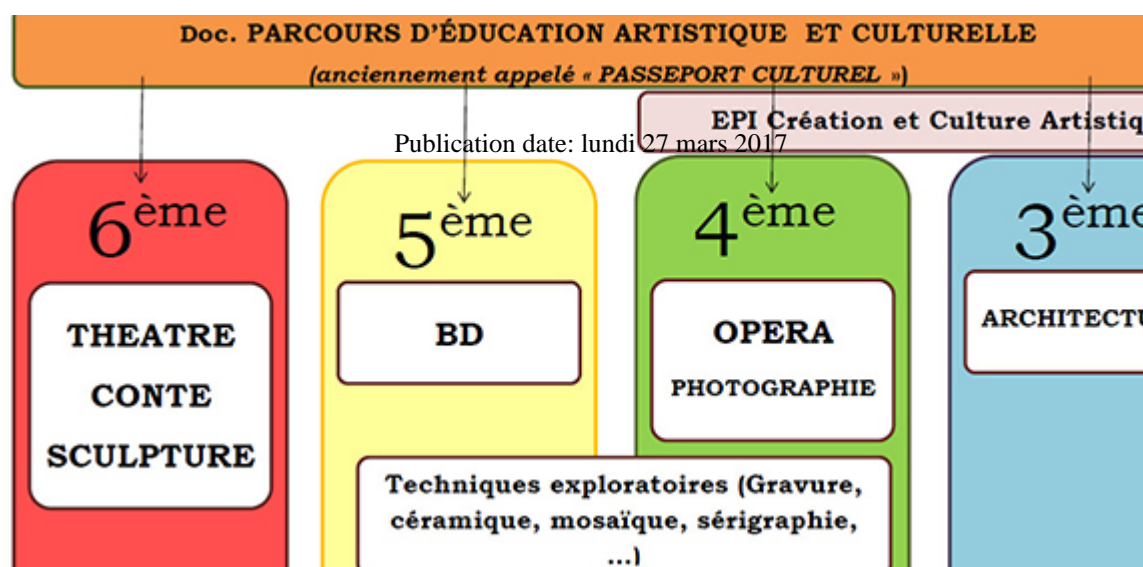 Doc. PARCOURS D'ÉDUCATION ARTISTIQUE ET CULTURELLE
(anciennement appelé « PASSEPORT CULTUREL »)
EPI Création et Culture Artistiq
Publication date: lundi 27 mars 2017
6ème
THEATRE
CONTE
SCULPTURE
5ème
BD
4ème
OPERA
PHOTOGRAPHIE
3ème
ARCHITECTU
Techniques exploratoires (Gravure,
céramique, mosaïque, sérigraphie,
...)